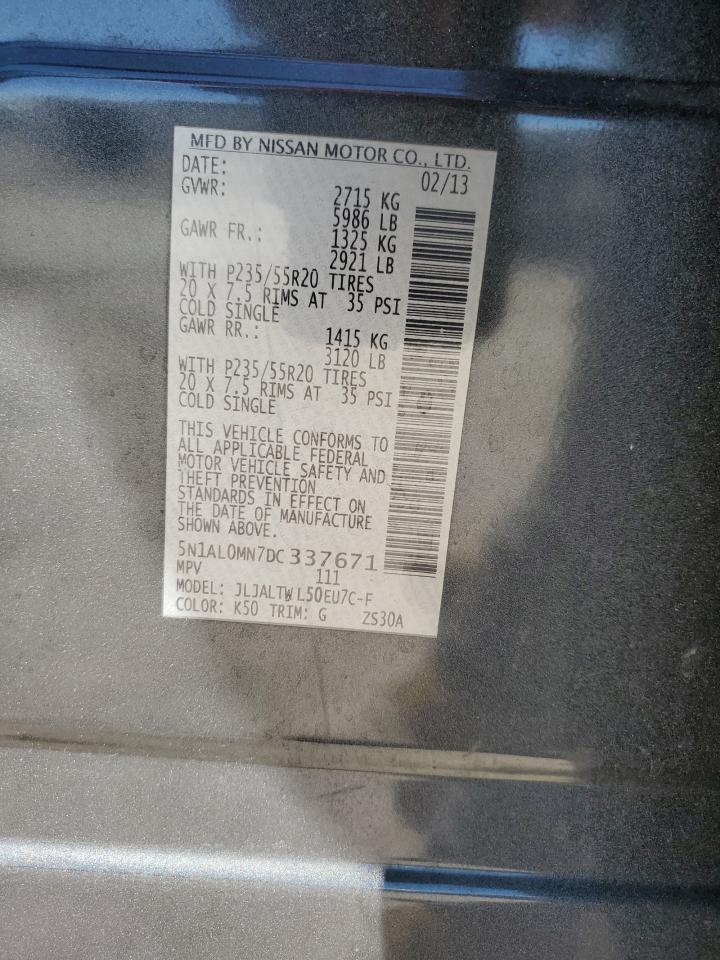 MFD BY NISSAN MOTOR CO., LTD.
DATE: 02/13
GVWR: 2715 KG
5986 LB
GAWR FR.: 1325 KG
2921 LB
WITH P235/55R20 TIRES
20 X 7.5 RIMS AT 35 PSI
COLD SINGLE
GAWR RR.: 1415 KG
3120 LB
WITH P235/55R20 TIRES
20 X 7.5 RIMS AT 35 PSI
COLD SINGLE
THIS VEHICLE CONFORMS TO
ALL APPLICABLE FEDERAL
MOTOR VEHICLE SAFETY AND
THEFT PREVENTION
STANDARDS IN EFFECT ON
THE DATE OF MANUFACTURE
SHOWN ABOVE.
5N1AL0MN7DC337671
MPV 111
MODEL: JLJALTWL50EU7C-F
COLOR: K50 TRIM: G ZS30A